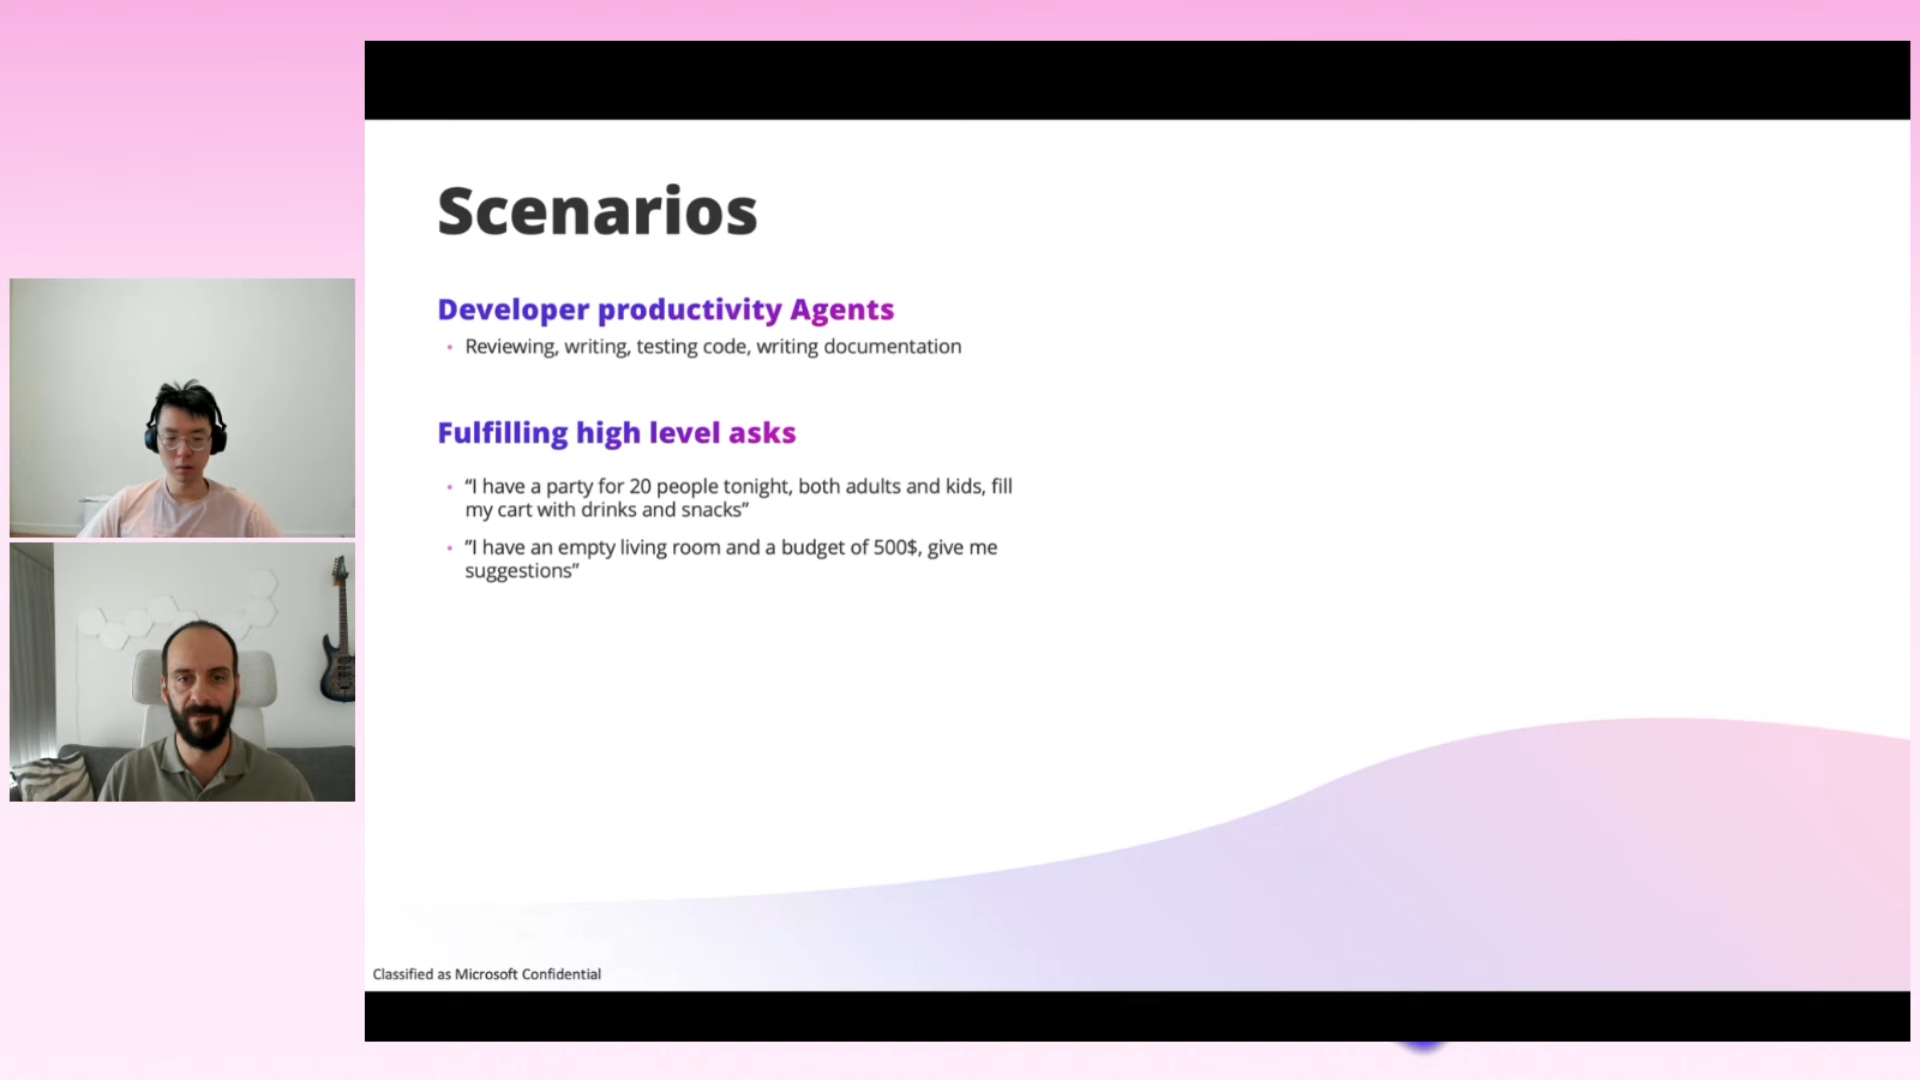 Scenarios
Developer productivity Agents
• Reviewing, writing, testing code, writing documentation
Fulfilling high level asks
• “I have a party for 20 people tonight, both adults and kids, fill
my cart with drinks and snacks”
• ”I have an empty living room and a budget of 500$, give me
suggestions”
Classified as Microsoft Confidential